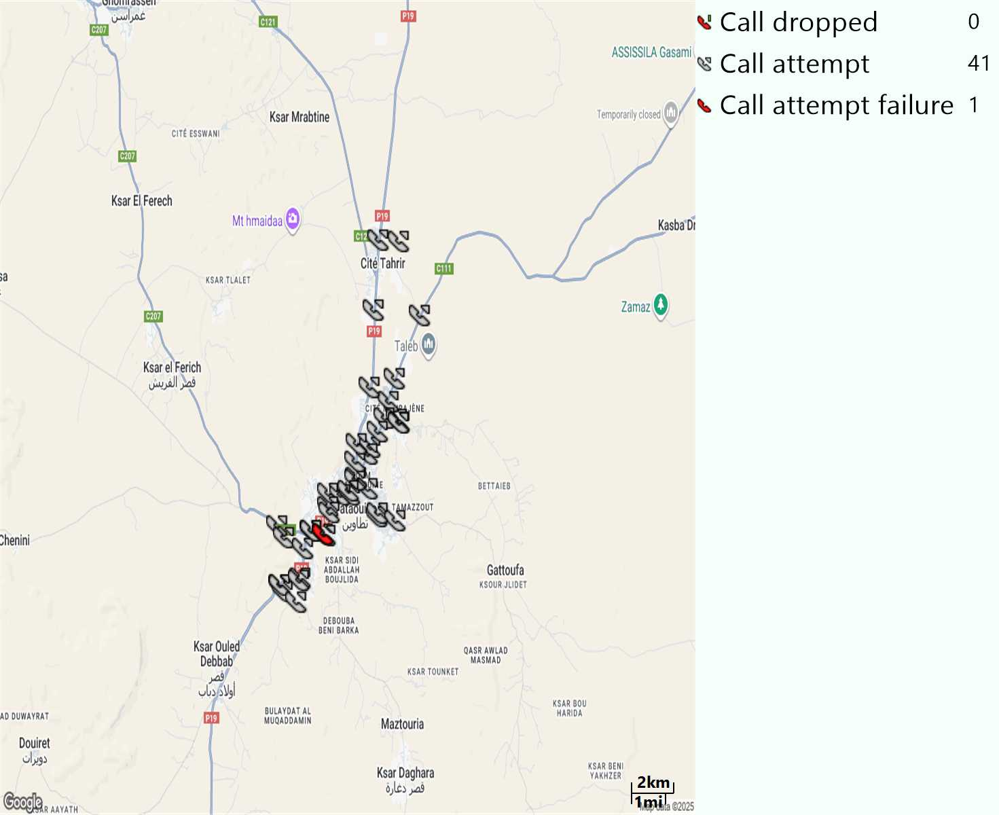 Ghomrassen
غمراسن
C207
C121
P19
ASSISSILA Gasami
Temporarily closed
Ksar Mrabtine
CITÉ ESSWANI
C207
Ksar El Ferech
Mt hmaidaa
P19
Kasba Dr
Cité Tahrir
C111
KSAR TLALET
Zamaz
C207
P19
Taleb
Ksar el Ferich
قصر الفريش
BETTAIEB
TAMAZZOUT
تطاوين
Chenini
KSAR SIDI
ABDALLAH
BOUJLIDA
Gattoufa
KSOUR JLIDET
DEBOUBA
BENI BARKA
Ksar Ouled
Debbab
قصر
أولاد دباب
QASR AWLAD
MASMAD
KSAR TOUNKET
KSAR BOU
HARIDA
BULAYDAT AL
MUQADDAMIN
AD DUWAYRAT
P19
Maztouria
Douiret
دويرات
Ksar Daghara
قصر دغارة
KSAR BENI
YAKHZER
2km
1mi
Google
KSAR AAYATH
Map data ©2025
Call dropped 0
Call attempt 41
Call attempt failure 1